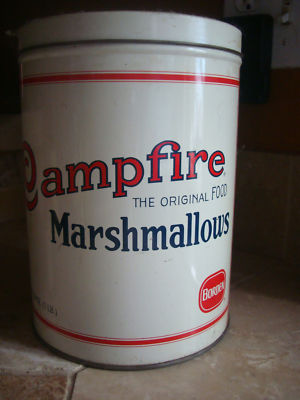 Campfire
THE ORIGINAL FOOD
Marshmallows
BORDEN